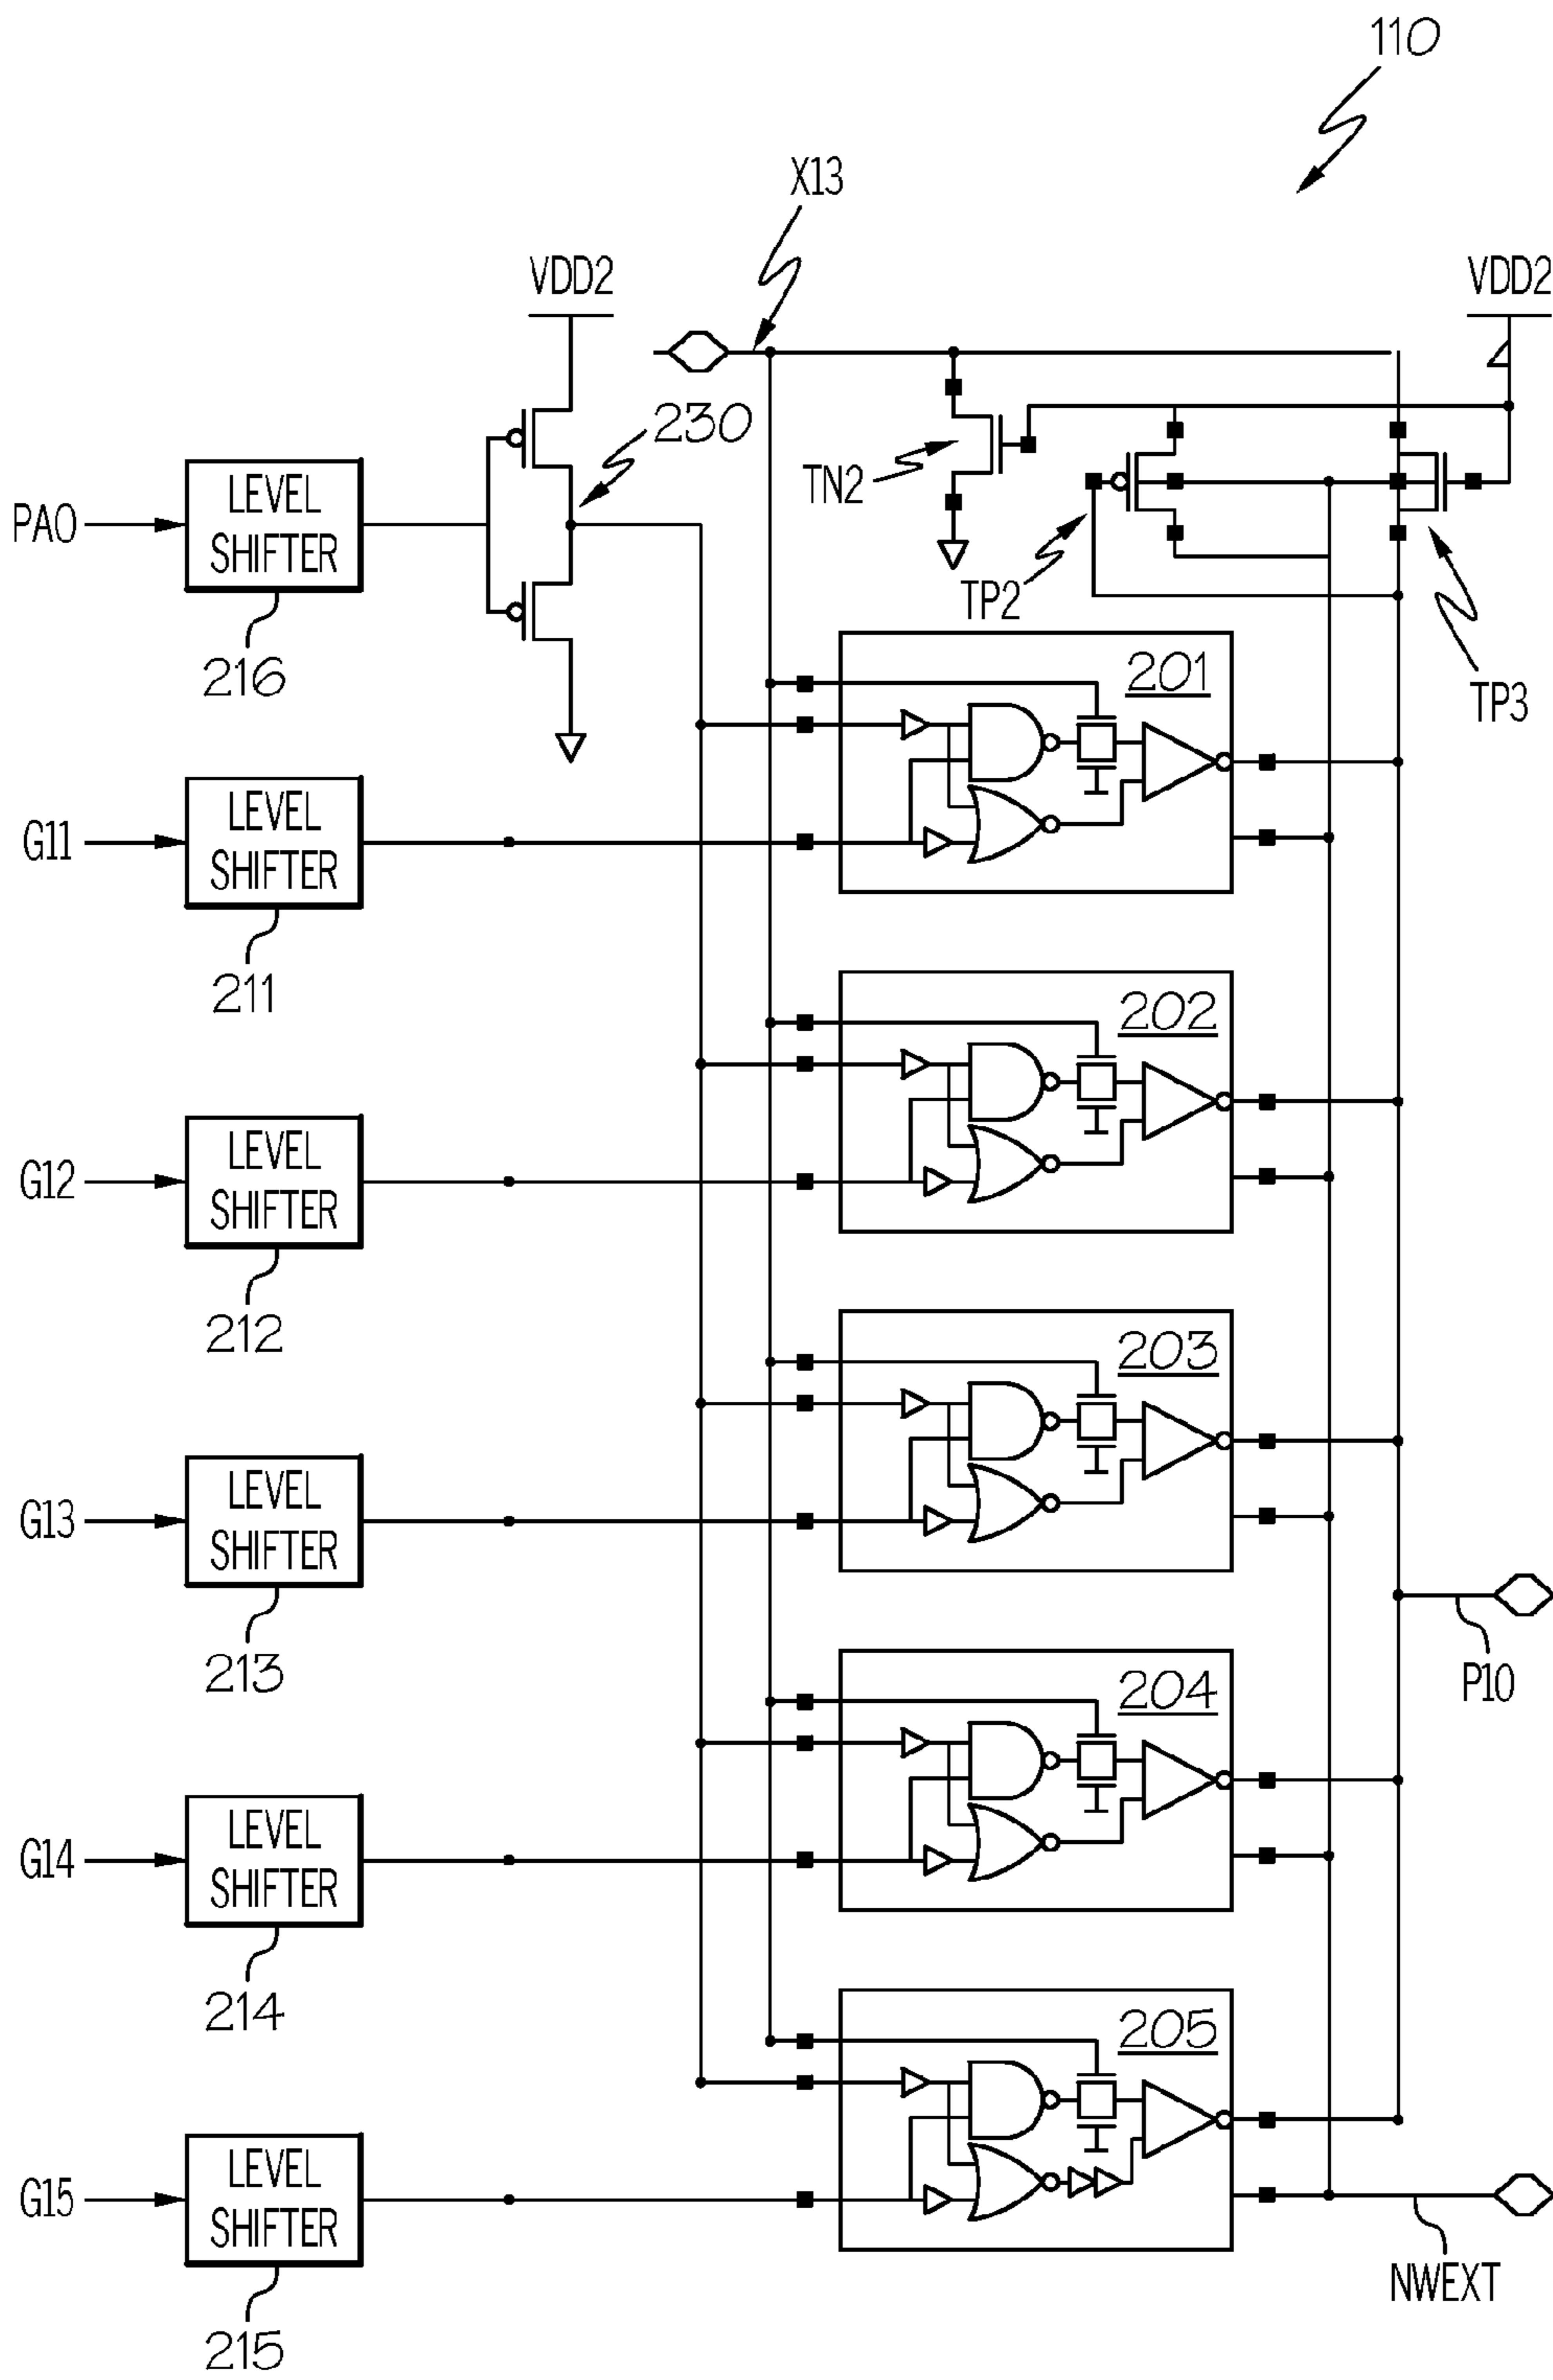 110
X13
VDD2
VDD2
230
TN2
PA0
LEVEL
SHIFTER
TP2
216
201
TP3
G11
LEVEL
SHIFTER
211
202
G12
LEVEL
SHIFTER
212
203
G13
LEVEL
SHIFTER
213
204
P10
G14
LEVEL
SHIFTER
214
205
G15
LEVEL
SHIFTER
NWEXT
215